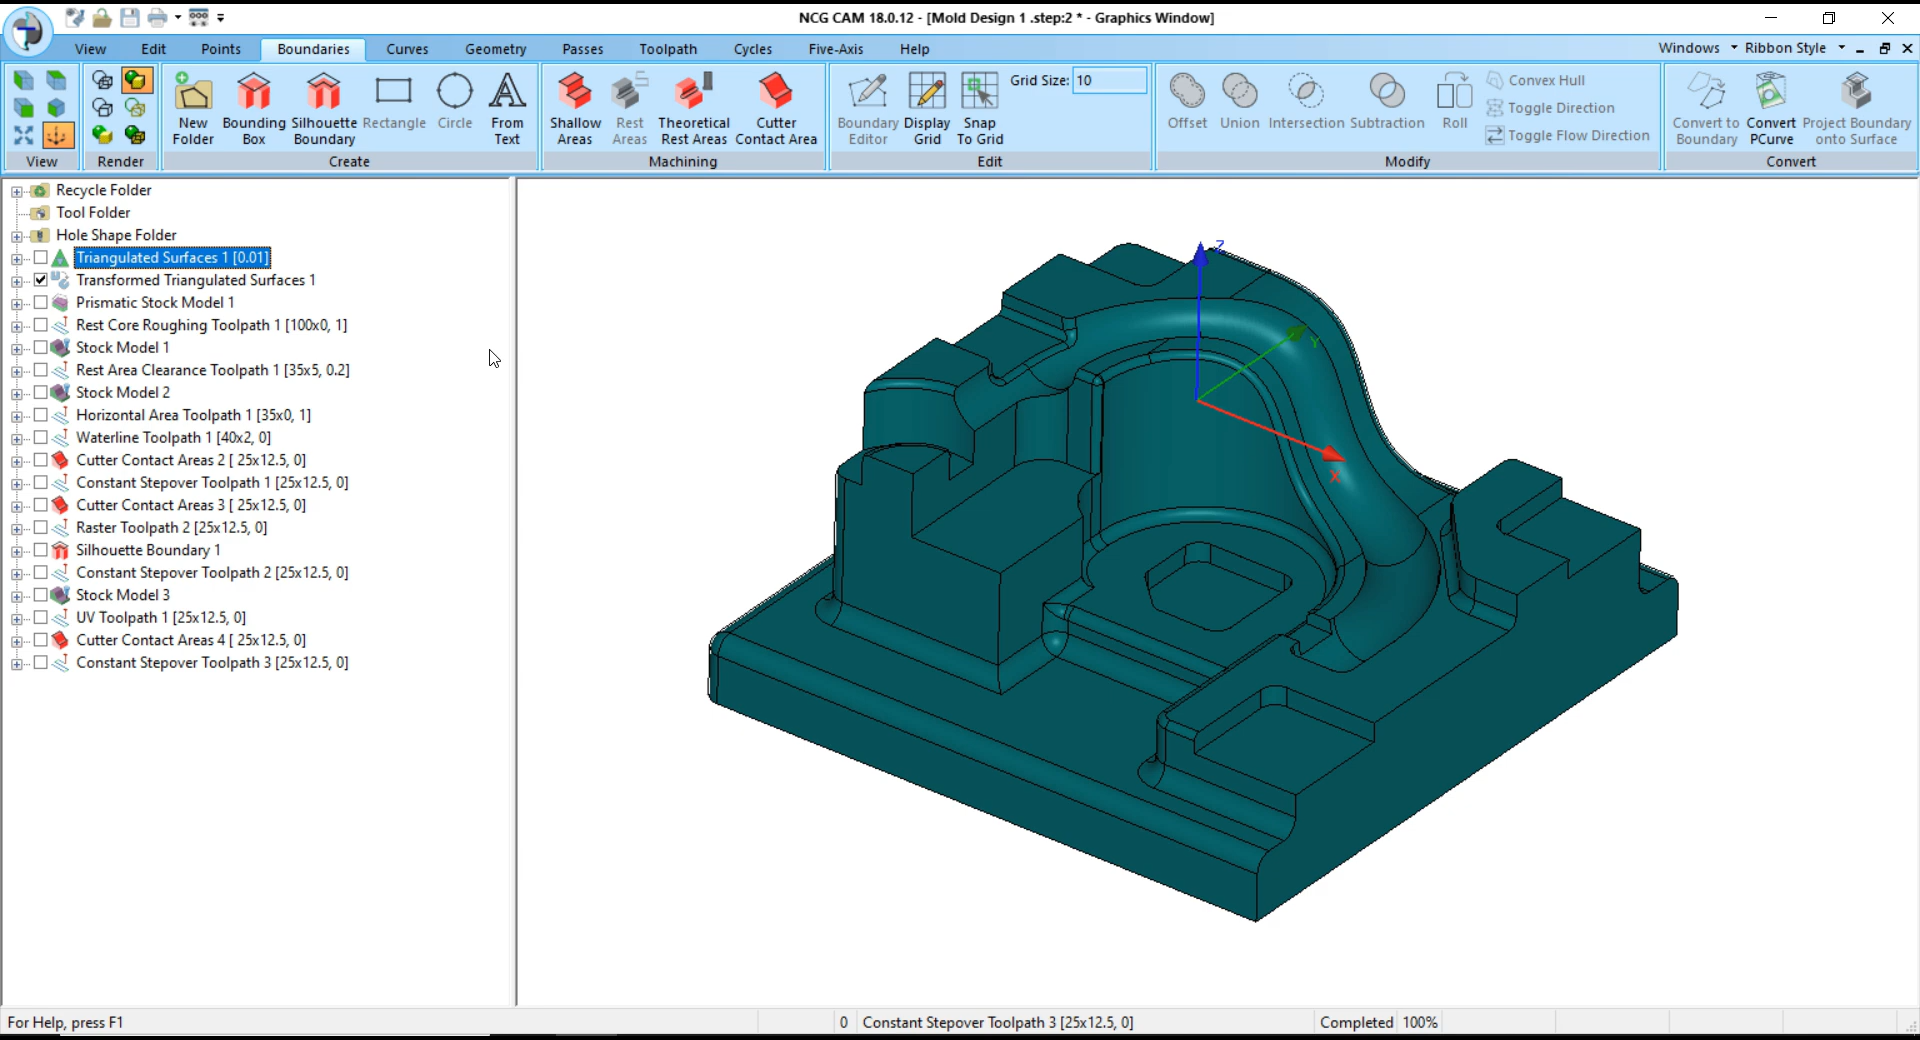 NCG CAM 18.0.12 - [Mold Design 1 .step:2 * - Graphics Window]
View Edit Points Boundaries Curves Geometry Passes Toolpath Cycles Five-Axis Help Windows Ribbon Style
Grid Size: 10 Convex Hull
Toggle Direction
New Bounding Silhouette Rectangle Circle From Shallow Rest Theoretical Cutter Boundary Display Snap Offset Union Intersection Subtraction Roll Convert to Convert Project Boundary
Folder Box Boundary Text Areas Areas Rest Areas Contact Area Editor Grid To Grid Toggle Flow Direction Boundary PCurve onto Surface
View Render Create Machining Edit Modify Convert
Recycle Folder
Tool Folder
Hole Shape Folder
Triangulated Surfaces 1 [0.01]
Transformed Triangulated Surfaces 1
Prismatic Stock Model 1
Rest Core Roughing Toolpath 1 [100x0, 1]
Stock Model 1
Rest Area Clearance Toolpath 1 [35x5, 0.2]
Stock Model 2
Horizontal Area Toolpath 1 [35x0, 1]
Waterline Toolpath 1 [40x2, 0]
Cutter Contact Areas 2 [ 25x12.5, 0]
Constant Stepover Toolpath 1 [25x12.5, 0]
Cutter Contact Areas 3 [ 25x12.5, 0]
Raster Toolpath 2 [25x12.5, 0]
Silhouette Boundary 1
Constant Stepover Toolpath 2 [25x12.5, 0]
Stock Model 3
UV Toolpath 1 [25x12.5, 0]
Cutter Contact Areas 4 [ 25x12.5, 0]
Constant Stepover Toolpath 3 [25x12.5, 0]
Z
Y
X
For Help, press F1 0 Constant Stepover Toolpath 3 [25x12.5, 0] Completed 100%